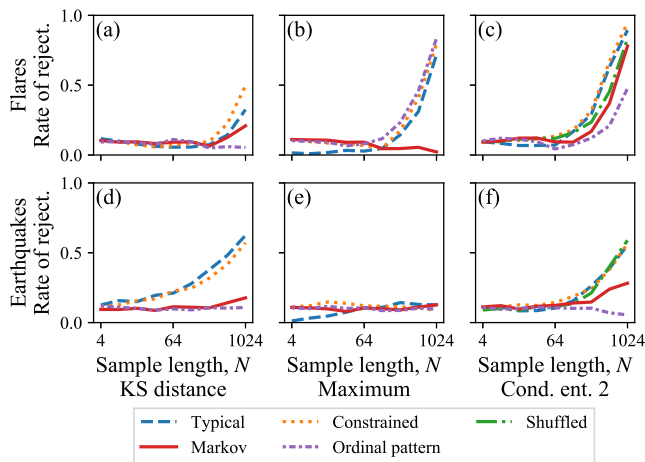 (a) (b) (c)
Flares
Rate of reject.
1.0
0.5
0.0
(d) (e) (f)
Earthquakes
Rate of reject.
1.0
0.5
0.0
4 64 1024 4 64 1024 4 64 1024
Sample length, N Sample length, N Sample length, N
KS distance Maximum Cond. ent. 2
Typical Constrained Shuffled
Markov Ordinal pattern